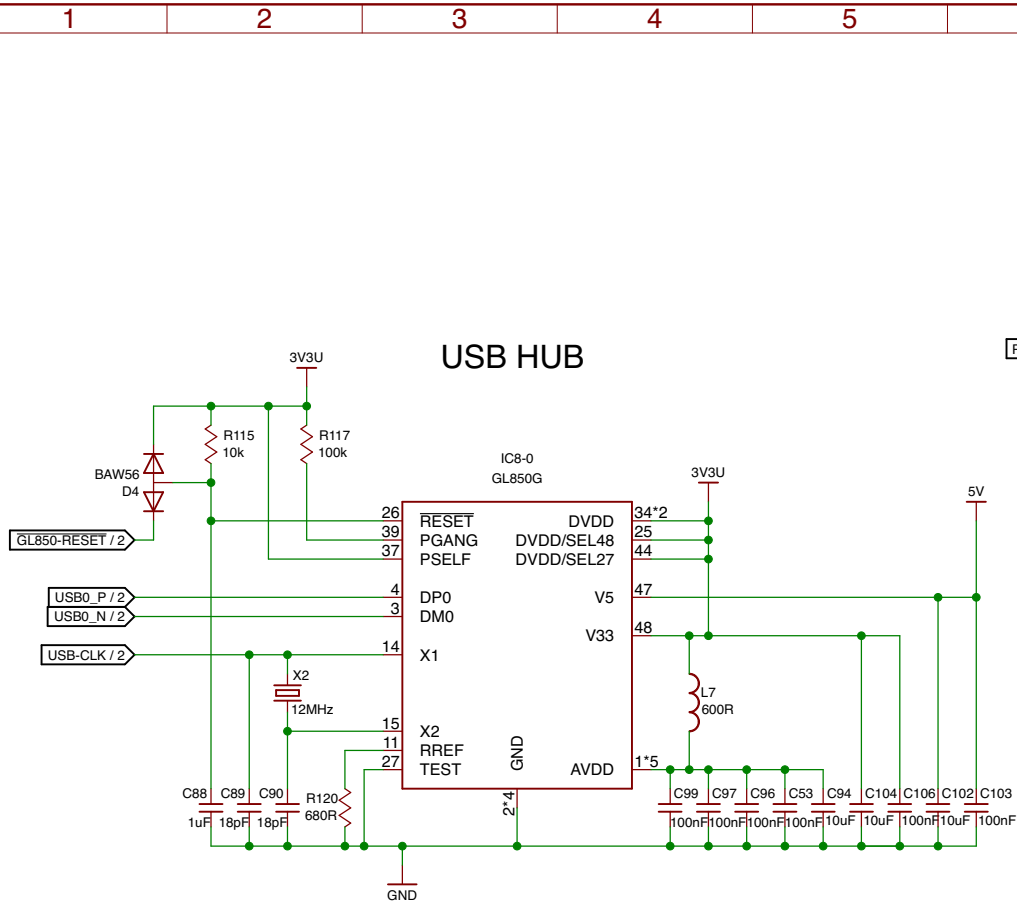 1 2 3 4 5
USB HUB
3V3U
R115
10k
R117
100k
BAW56
D4
IC8-0
GL850G
3V3U
5V
GL850-RESET / 2
USB0_P / 2
USB0_N / 2
USB-CLK / 2
26 RESET
39 PGANG
37 PSELF
4 DP0
3 DM0
14 X1
15 X2
11 RREF
27 TEST
GND
2*4
DVDD 34*2
DVDD/SEL48 25
DVDD/SEL27 44
V5 47
V33 48
AVDD 1*5
X2
12MHz
L7
600R
C88
1uF
C89
18pF
C90
18pF
R120
680R
C99
100nF
C97
100nF
C96
100nF
C53
100nF
C94
10uF
C104
10uF
C106
100nF
C102
10uF
C103
100nF
GND